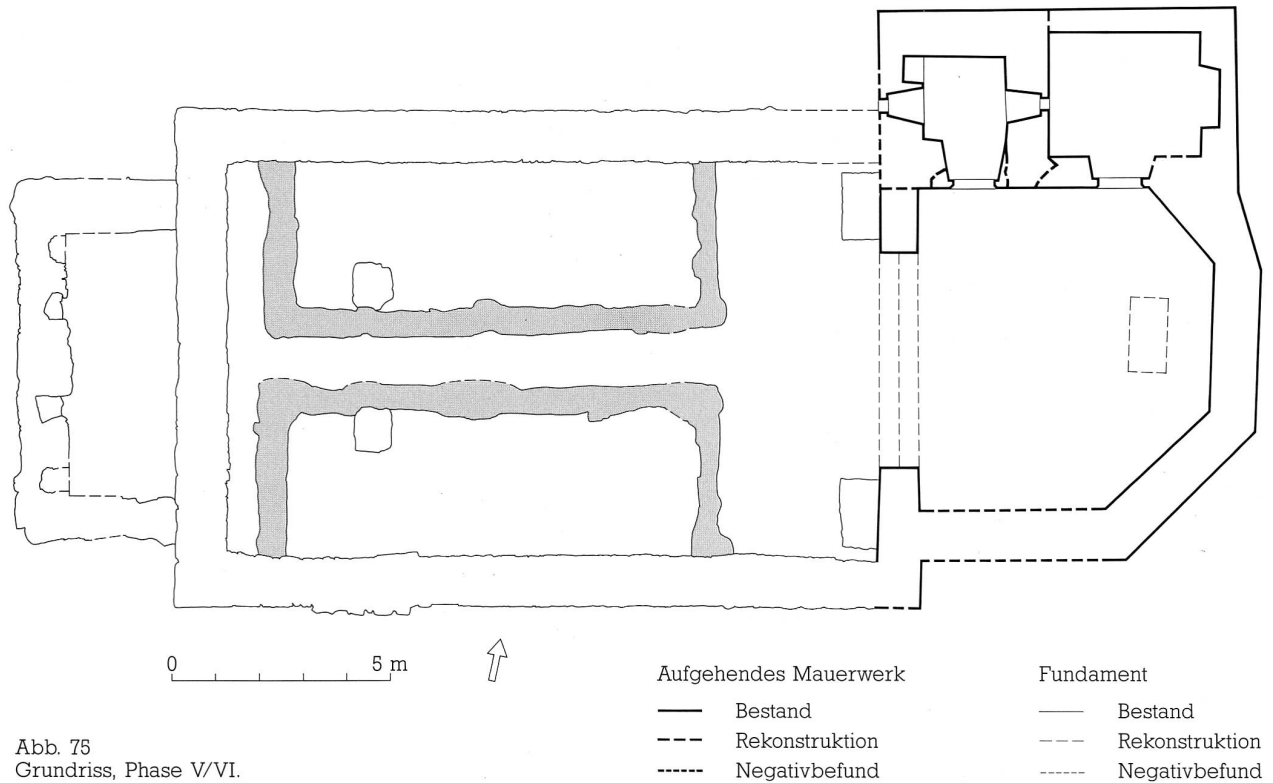 0 5 m
Aufgehendes Mauerwerk
Bestand
Rekonstruktion
Negativbefund
Fundament
Bestand
Rekonstruktion
Negativbefund
Abb. 75
Grundriss, Phase V/VI.